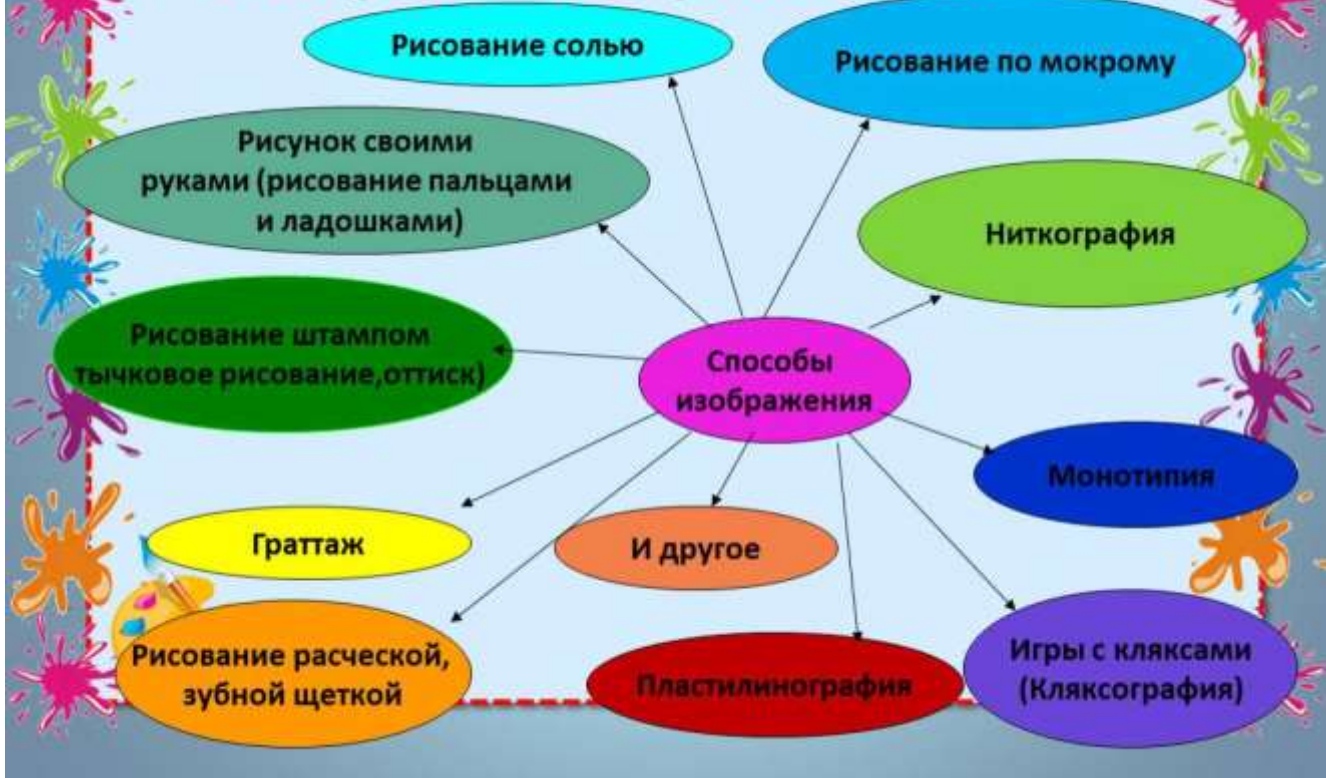 Рисование солью
Рисование по мокрому
Рисунок своими
руками (рисование пальцами
и ладошками)
Ниткография
Рисование штампом
тычковое рисование,оттиск)
Способы
изображения
Монотипия
Граттаж
И другое
Рисование расческой,
зубной щеткой
Пластилинография
Игры с кляксами
(Кляксография)